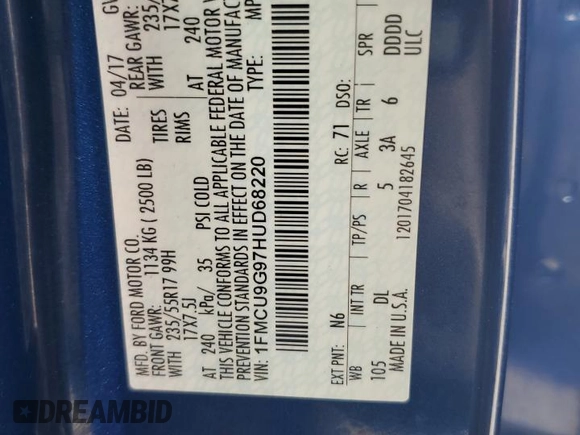 MFD. BY FORD MOTOR CO.
DATE: 04/17
FRONT GAWR: 1134 KG ( 2500 LB)
REAR GAWR:
WITH 235/55R17 99H TIRES WITH 235/
17X7.5J RIMS 17X7
AT 240 kPa/ 35 PSI COLD AT 240
THIS VEHICLE CONFORMS TO ALL APPLICABLE FEDERAL MOTOR
PREVENTION STANDARDS IN EFFECT ON THE DATE OF MANUFAC
VIN: 1FMCU9G97HUD68220 TYPE: MP
EXT PNT: N6 RC: 71 DSO:
WB INT TR TP/PS R AXLE TR SPR
105 DL 5 3A 6 DDDD
MADE IN U.S.A. 1201704182645 ULC
DREAMBID